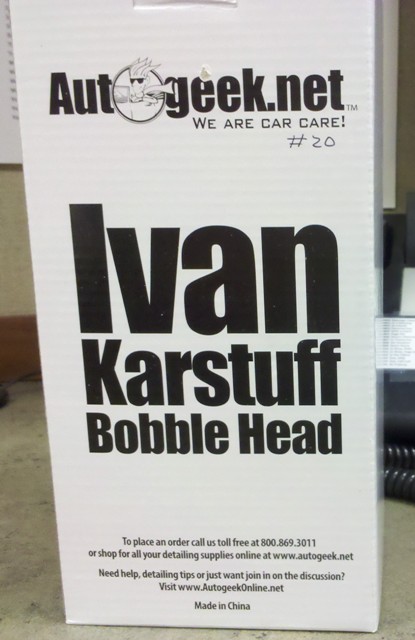 Autogeek.net TM
WE ARE CAR CARE!
#20
Ivan
Karstuff
Bobble Head
To place an order call us toll free at 800.869.3011
or shop for all your detailing supplies online at www.autogeek.net
Need help, detailing tips or just want join in on the discussion?
Visit www.AutogeekOnline.net
Made in China